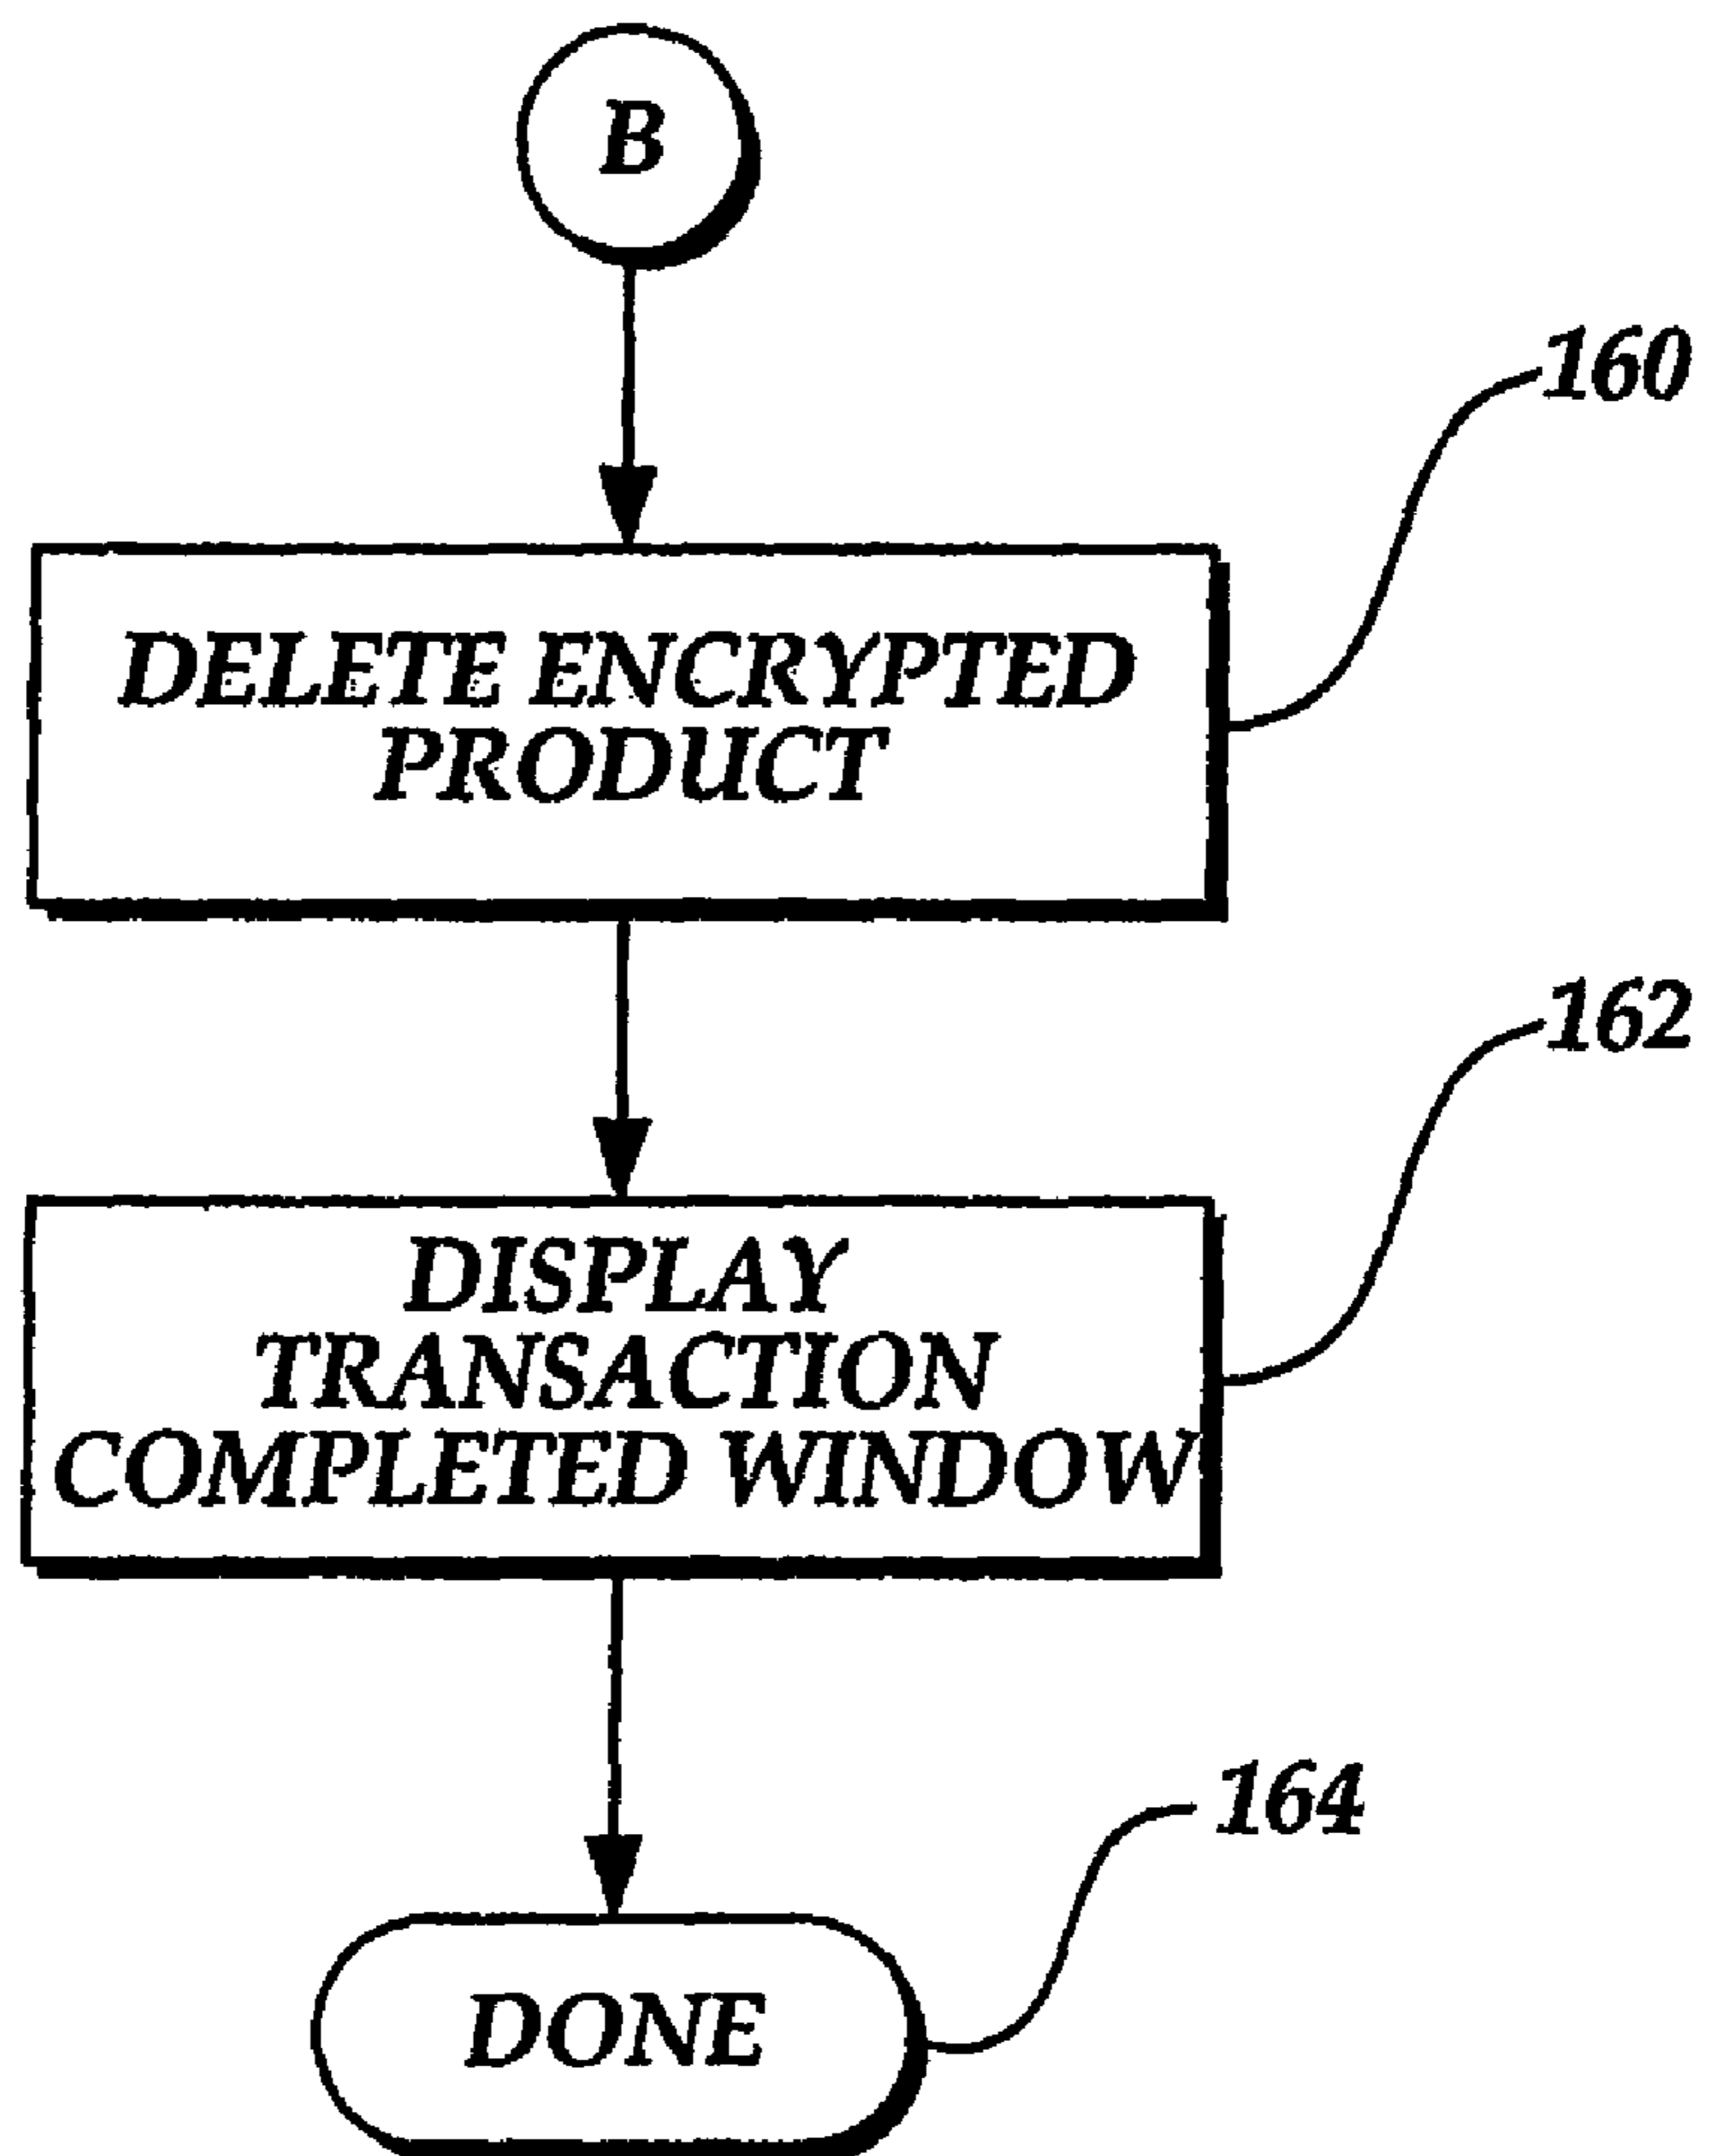 B
160
DELETE ENCRYPTED
PRODUCT
162
DISPLAY
TRANSACTION
COMPLETED WINDOW
164
DONE